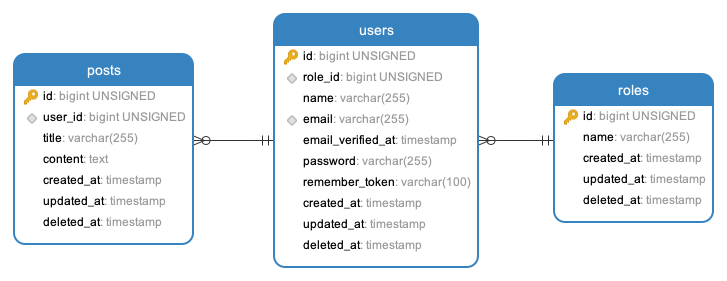 posts
id: bigint UNSIGNED
user_id: bigint UNSIGNED
title: varchar(255)
content: text
created_at: timestamp
updated_at: timestamp
deleted_at: timestamp
users
id: bigint UNSIGNED
role_id: bigint UNSIGNED
name: varchar(255)
email: varchar(255)
email_verified_at: timestamp
password: varchar(255)
remember_token: varchar(100)
created_at: timestamp
updated_at: timestamp
deleted_at: timestamp
roles
id: bigint UNSIGNED
name: varchar(255)
created_at: timestamp
updated_at: timestamp
deleted_at: timestamp